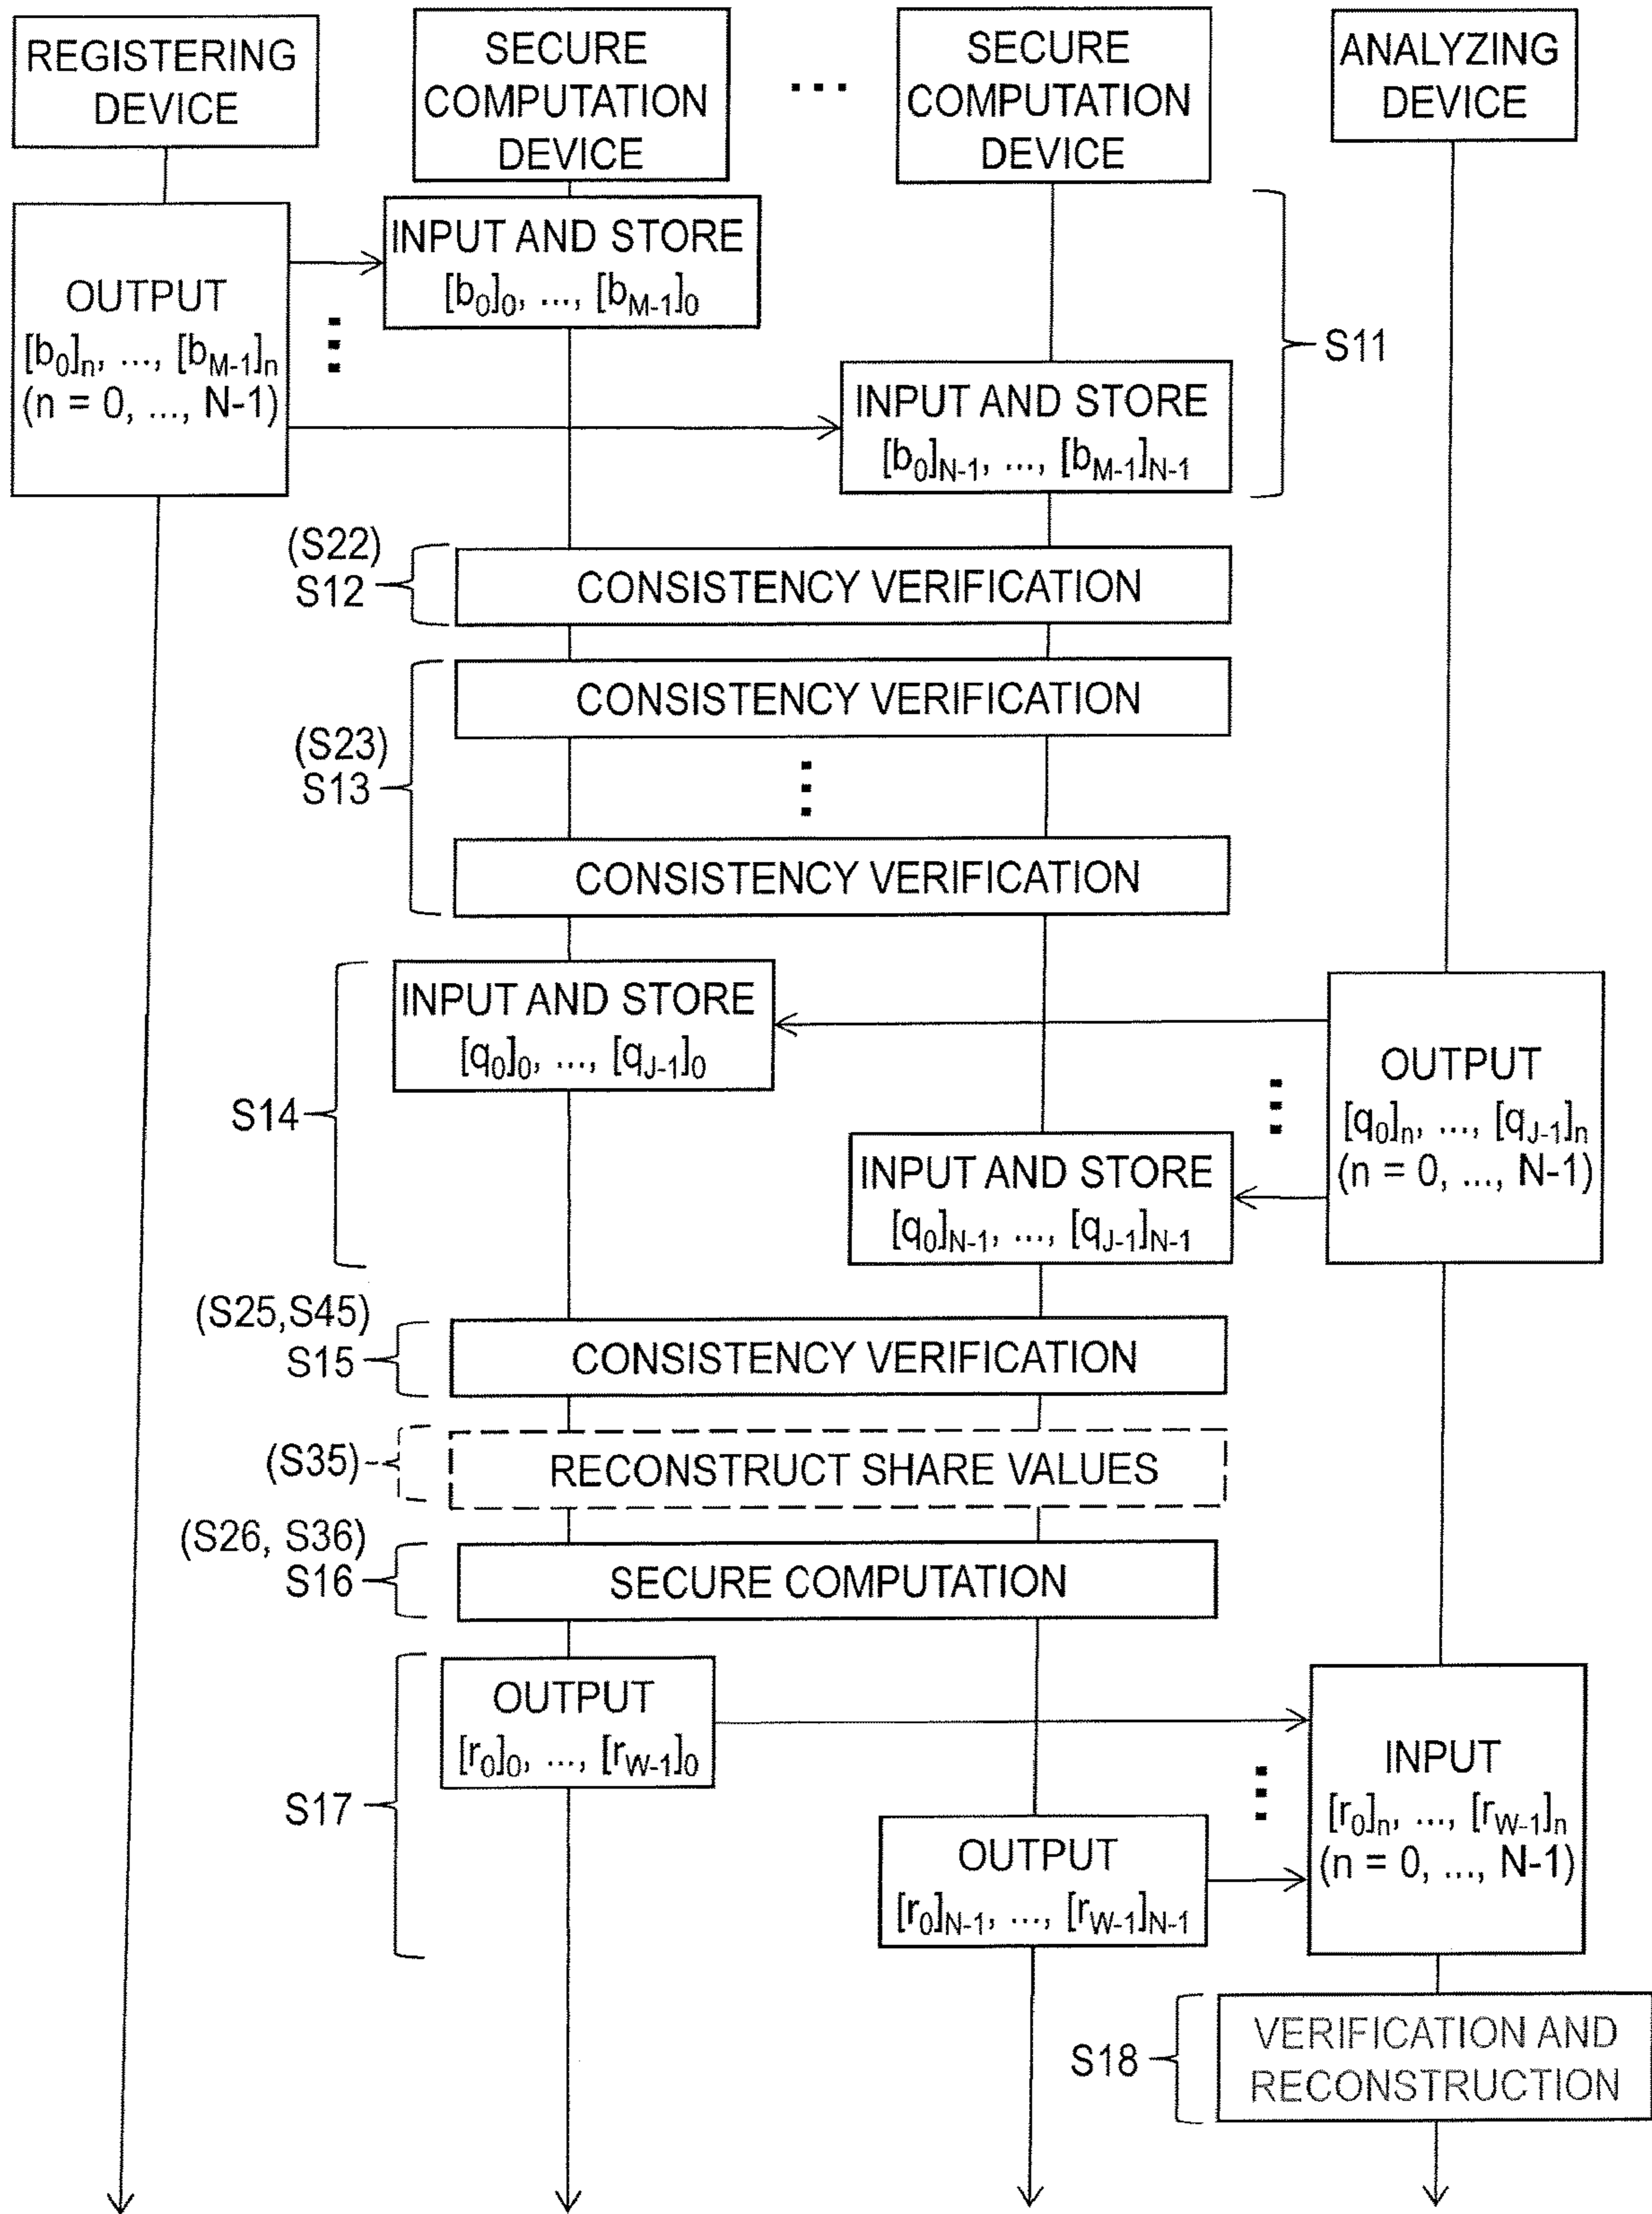 REGISTERING
DEVICE
SECURE
COMPUTATION
DEVICE
...
SECURE
COMPUTATION
DEVICE
ANALYZING
DEVICE
OUTPUT
[b0]n, ..., [bM-1]n
(n = 0, ..., N-1)
INPUT AND STORE
[b0]0, ..., [bM-1]0
INPUT AND STORE
[b0]N-1, ..., [bM-1]N-1
S11
(S22)
S12
CONSISTENCY VERIFICATION
(S23)
S13
CONSISTENCY VERIFICATION
CONSISTENCY VERIFICATION
S14
INPUT AND STORE
[q0]0, ..., [qJ-1]0
INPUT AND STORE
[q0]N-1, ..., [qJ-1]N-1
OUTPUT
[q0]n, ..., [qJ-1]n
(n = 0, ..., N-1)
(S25,S45)
S15
CONSISTENCY VERIFICATION
(S35)
RECONSTRUCT SHARE VALUES
(S26, S36)
S16
SECURE COMPUTATION
S17
OUTPUT
[r0]0, ..., [rW-1]0
OUTPUT
[r0]N-1, ..., [rW-1]N-1
INPUT
[r0]n, ..., [rW-1]n
(n = 0, ..., N-1)
S18
VERIFICATION AND
RECONSTRUCTION